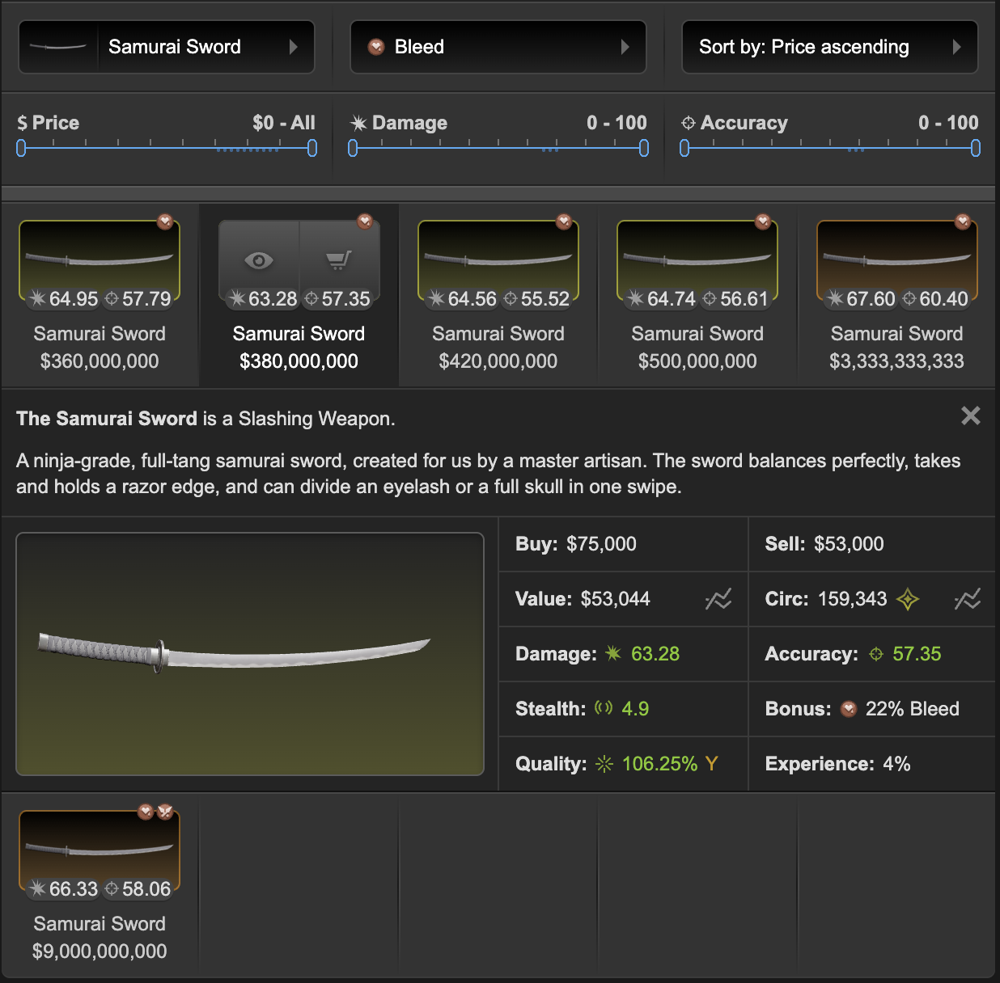 Samurai Sword
Bleed
Sort by: Price ascending
$ Price $0 - All
Damage 0 - 100
Accuracy 0 - 100
64.95 57.79
Samurai Sword
$360,000,000
63.28 57.35
Samurai Sword
$380,000,000
64.56 55.52
Samurai Sword
$420,000,000
64.74 56.61
Samurai Sword
$500,000,000
67.60 60.40
Samurai Sword
$3,333,333,333
The Samurai Sword is a Slashing Weapon.
A ninja-grade, full-tang samurai sword, created for us by a master artisan. The sword balances perfectly, takes
and holds a razor edge, and can divide an eyelash or a full skull in one swipe.
Buy: $75,000
Sell: $53,000
Value: $53,044
Circ: 159,343
Damage: 63.28
Accuracy: 57.35
Stealth: 4.9
Bonus: 22% Bleed
Quality: 106.25% Y
Experience: 4%
66.33 58.06
Samurai Sword
$9,000,000,000